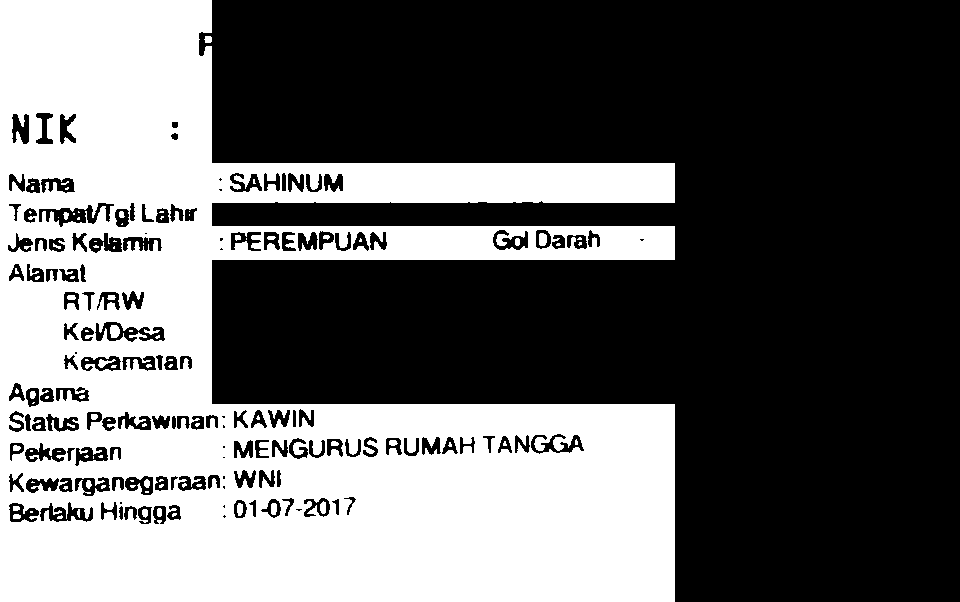 P
NIK :
Nama : SAHINUM
Tempat/Tgl Lahir
Jenis Kelamin : PEREMPUAN Gol Darah -
Alamat
RT/RW
Kel/Desa
Kecamatan
Agama
Status Perkawinan: KAWIN
Pekerjaan : MENGURUS RUMAH TANGGA
Kewarganegaraan: WNI
Berlaku Hingga : 01-07-2017